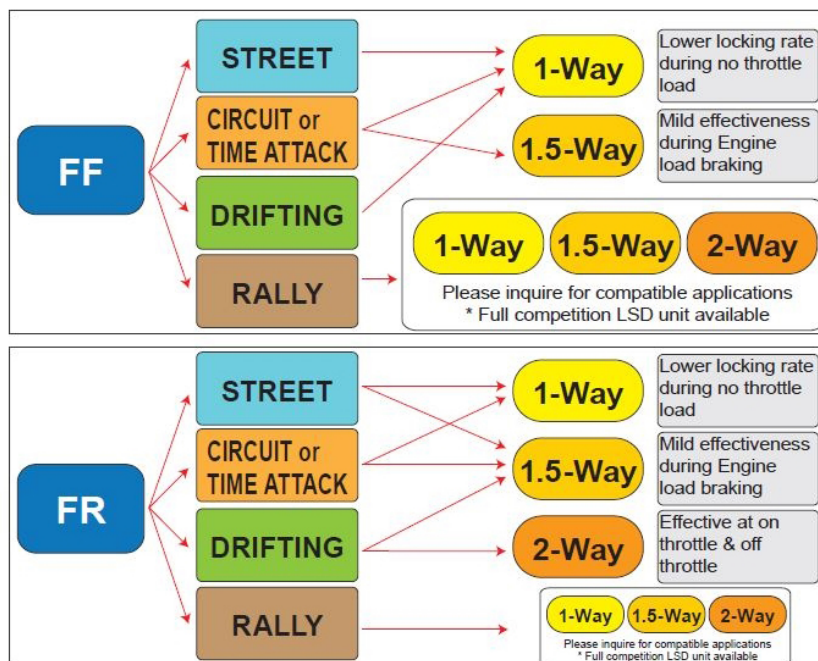 FF
STREET
CIRCUIT or
TIME ATTACK
DRIFTING
RALLY
1-Way
Lower locking rate
during no throttle
load
1.5-Way
Mild effectiveness
during Engine
load braking
1-Way 1.5-Way 2-Way
Please inquire for compatible applications
* Full competition LSD unit available
FR
STREET
CIRCUIT or
TIME ATTACK
DRIFTING
RALLY
1-Way
Lower locking rate
during no throttle
load
1.5-Way
Mild effectiveness
during Engine
load braking
2-Way
Effective at on
throttle & off
throttle
1-Way 1.5-Way 2-Way
Please inquire for compatible applications
* Full competition LSD unit available